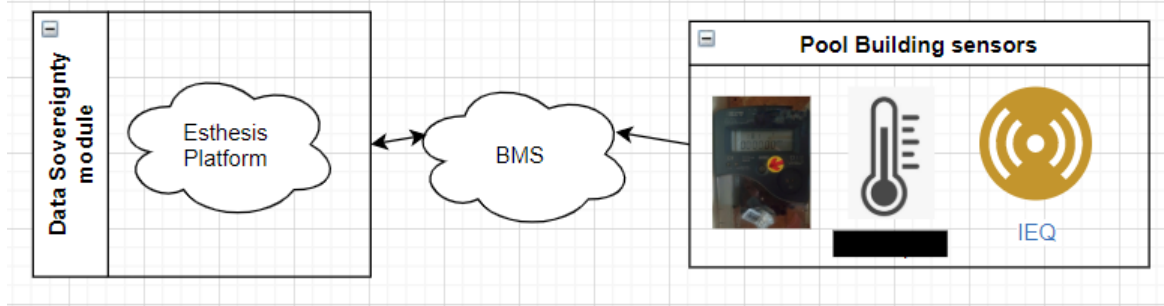 Data Sovereignty
module
Esthesis
Platform
BMS
Pool Building sensors
IEQ